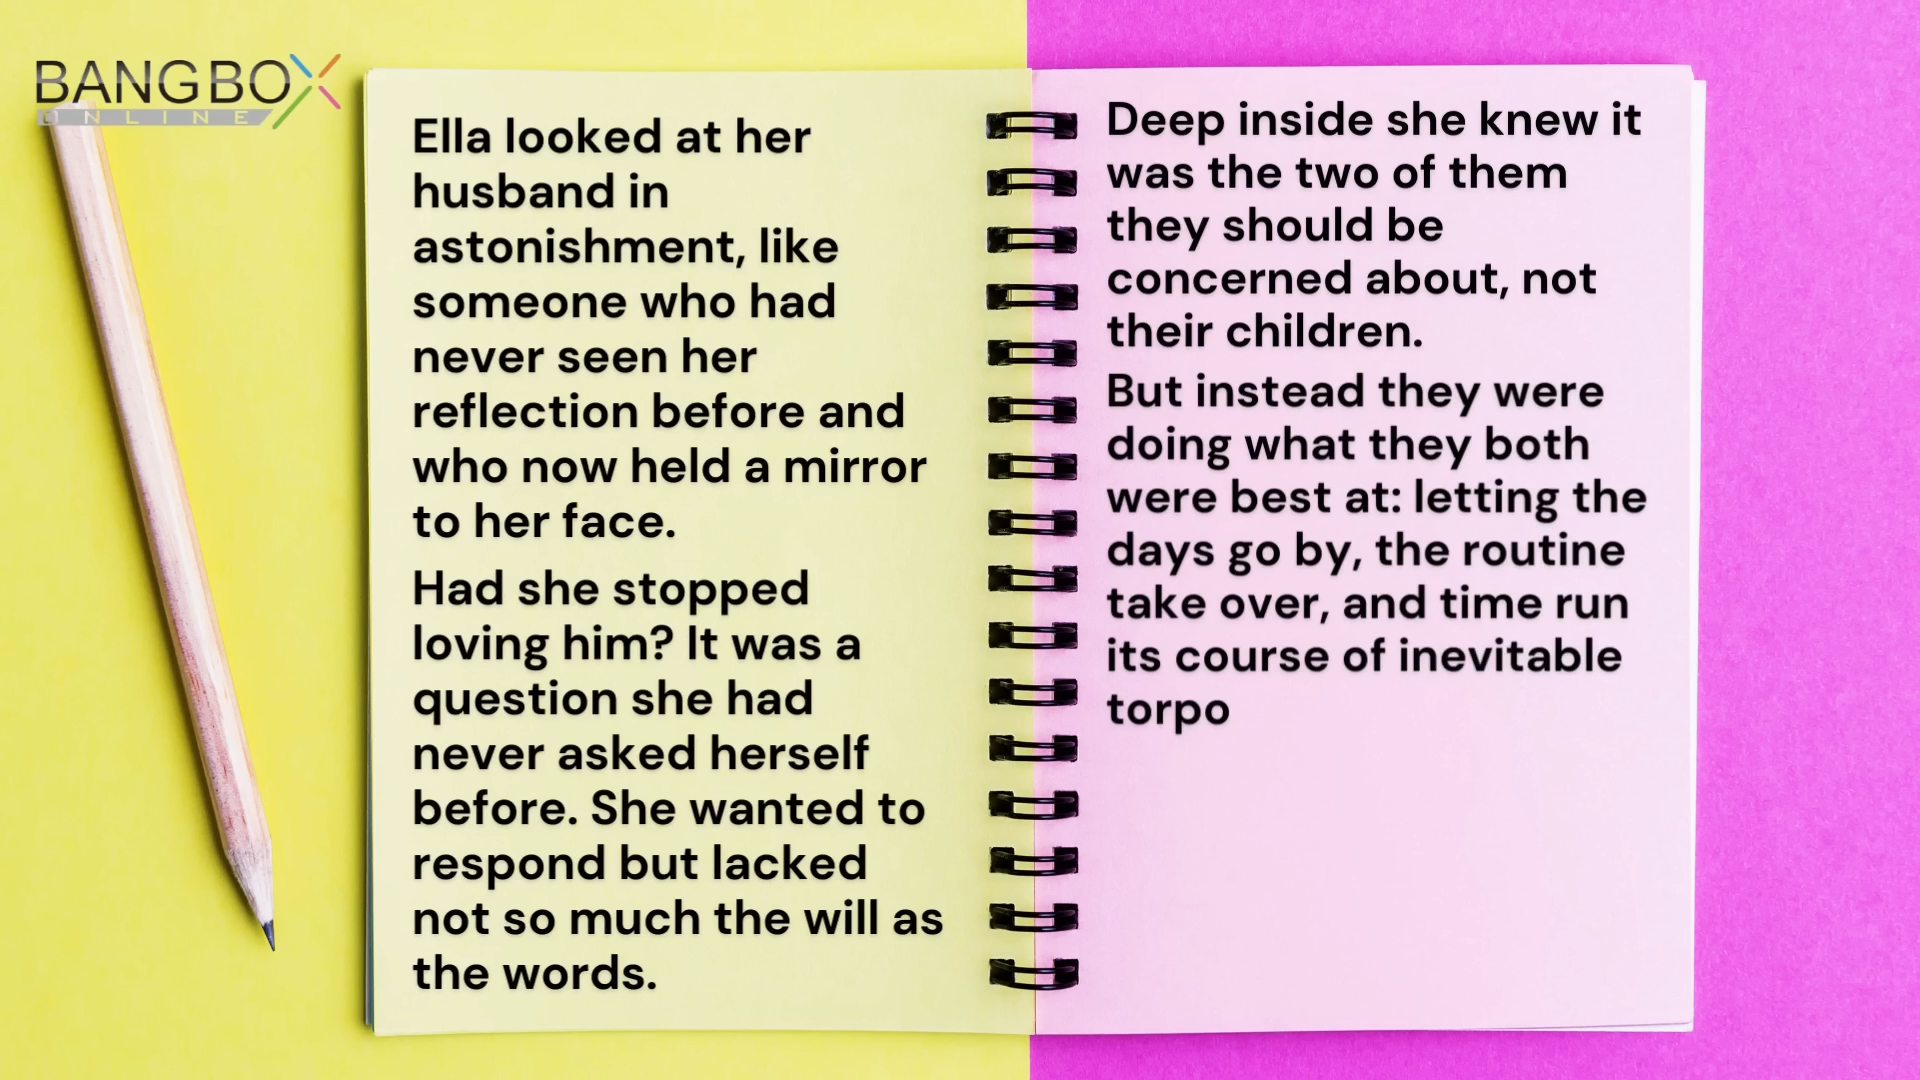 BANGBOX
ONLINE
Ella looked at her
husband in
astonishment, like
someone who had
never seen her
reflection before and
who now held a mirror
to her face.
Had she stopped
loving him? It was a
question she had
never asked herself
before. She wanted to
respond but lacked
not so much the will as
the words.
Deep inside she knew it
was the two of them
they should be
concerned about, not
their children.
But instead they were
doing what they both
were best at: letting the
days go by, the routine
take over, and time run
its course of inevitable
torpo